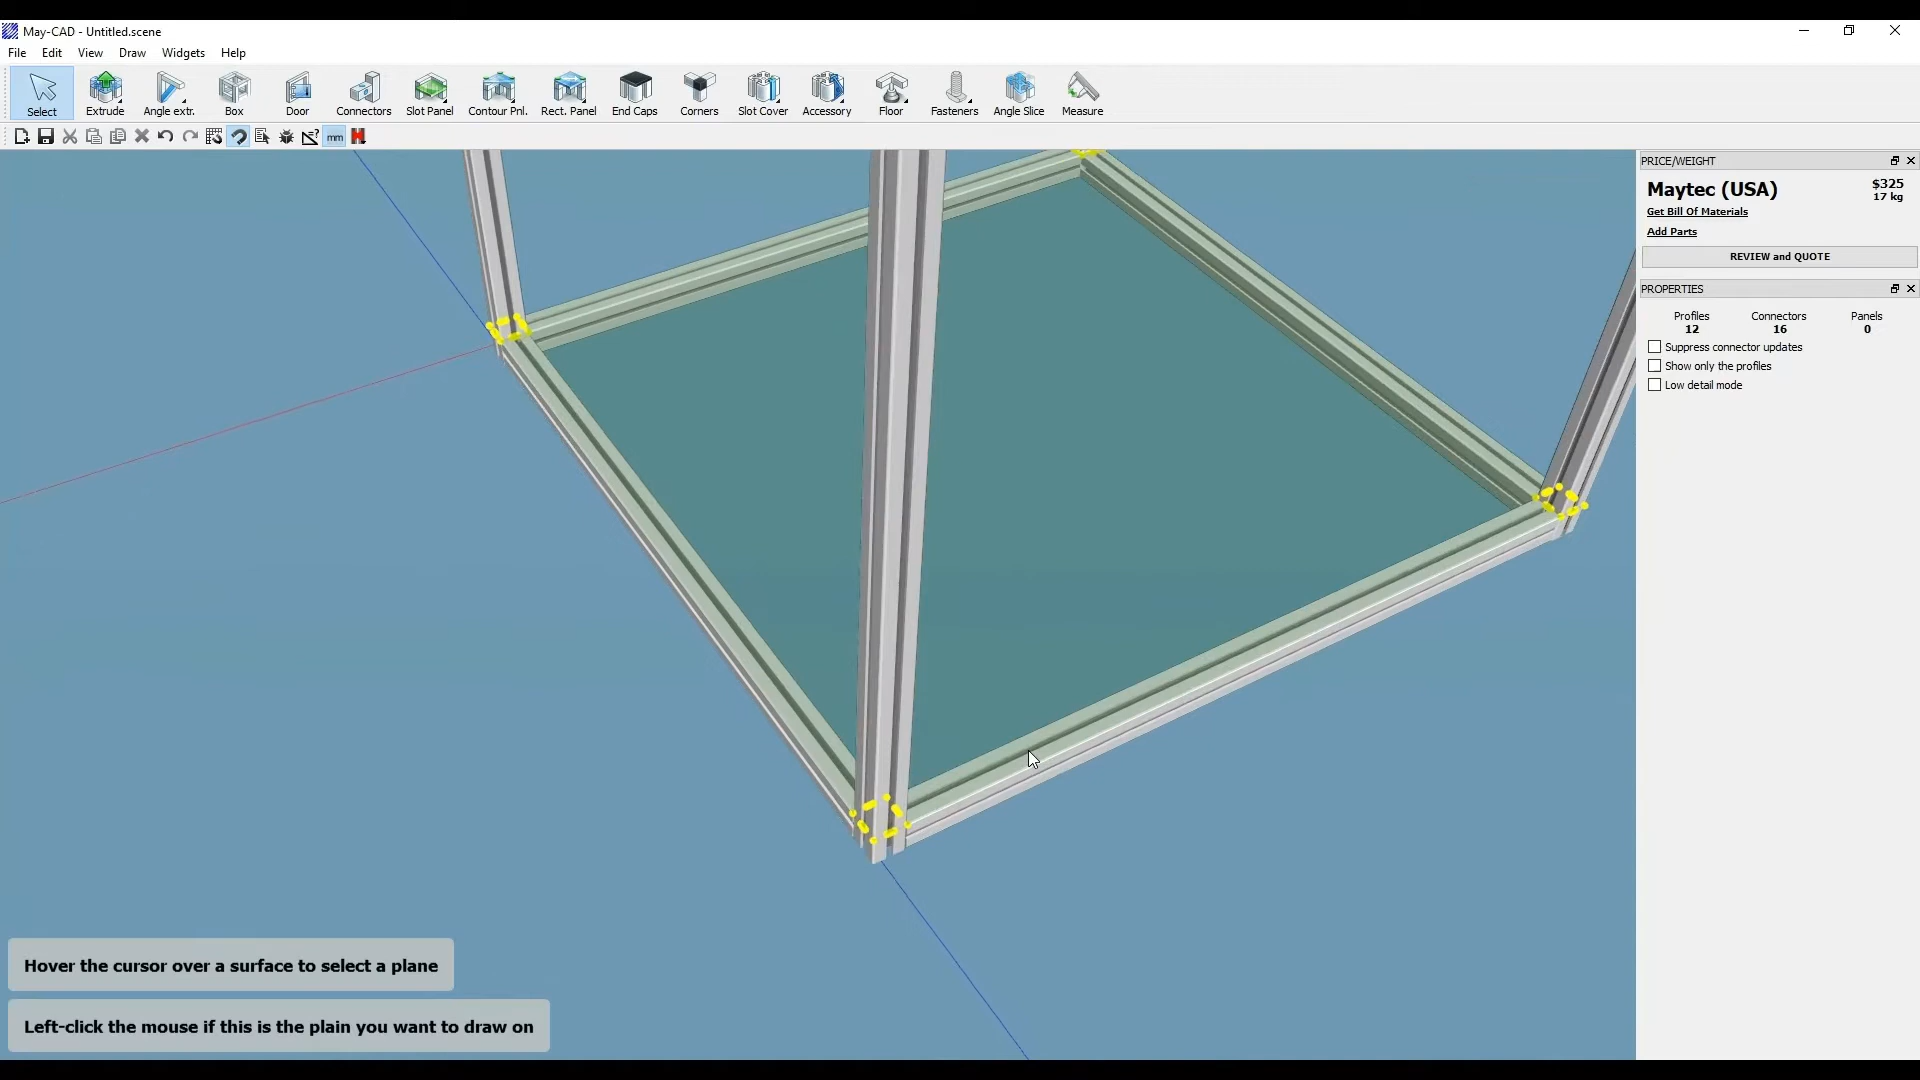 May-CAD - Untitled.scene
File Edit View Draw Widgets Help
Select Extrude Angle extr. Box Door Connectors Slot Panel Contour Pnl. Rect. Panel End Caps Corners Slot Cover Accessory Floor Fasteners Angle Slice Measure
mm
PRICE/WEIGHT
Maytec (USA) $325
17 kg
Get Bill Of Materials
Add Parts
REVIEW and QUOTE
PROPERTIES
Profiles Connectors Panels
12 16 0
Suppress connector updates
Show only the profiles
Low detail mode
Hover the cursor over a surface to select a plane
Left-click the mouse if this is the plain you want to draw on